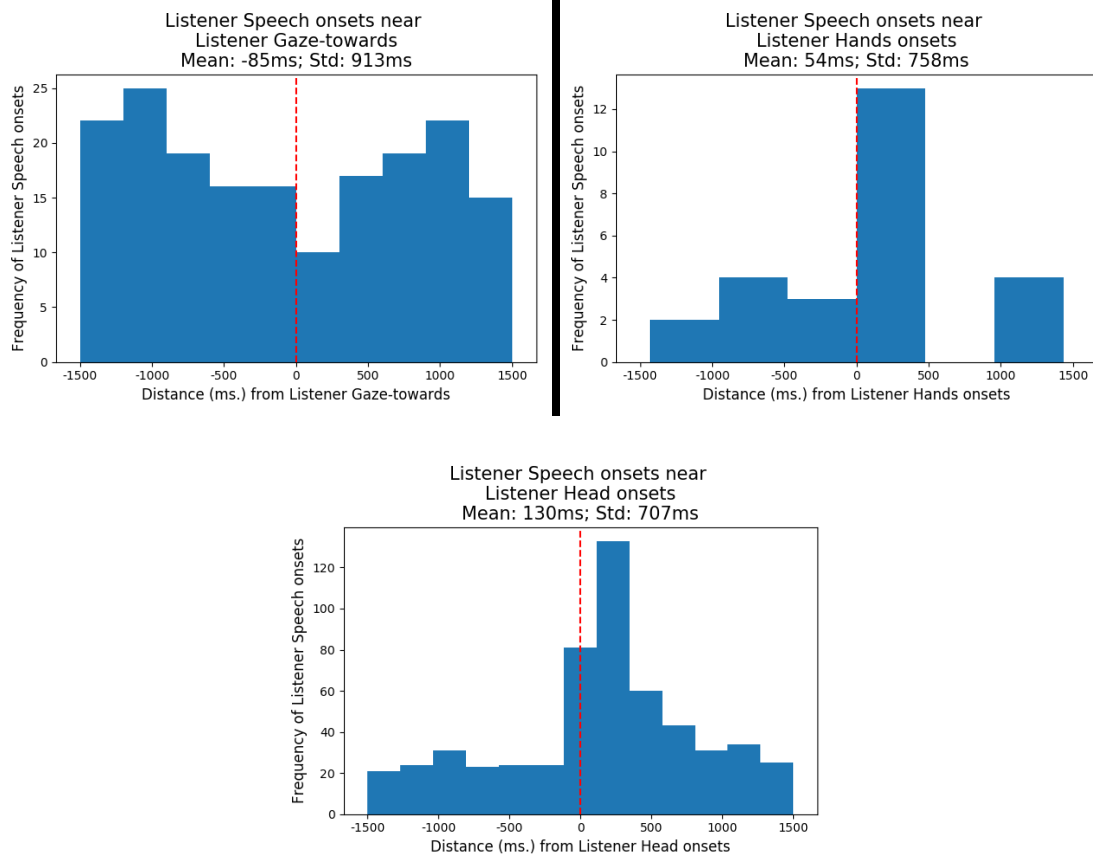 Listener Speech onsets near
Listener Gaze-towards
Mean: -85ms; Std: 913ms
Frequency of Listener Speech onsets
25
20
15
10
5
0
-1500
-1000
-500
0
500
1000
1500
Distance (ms.) from Listener Gaze-towards
Listener Speech onsets near
Listener Hands onsets
Mean: 54ms; Std: 758ms
Frequency of Listener Speech onsets
12
10
8
6
4
2
0
-1500
-1000
-500
0
500
1000
1500
Distance (ms.) from Listener Hands onsets
Listener Speech onsets near
Listener Head onsets
Mean: 130ms; Std: 707ms
Frequency of Listener Speech onsets
120
100
80
60
40
20
0
-1500
-1000
-500
0
500
1000
1500
Distance (ms.) from Listener Head onsets